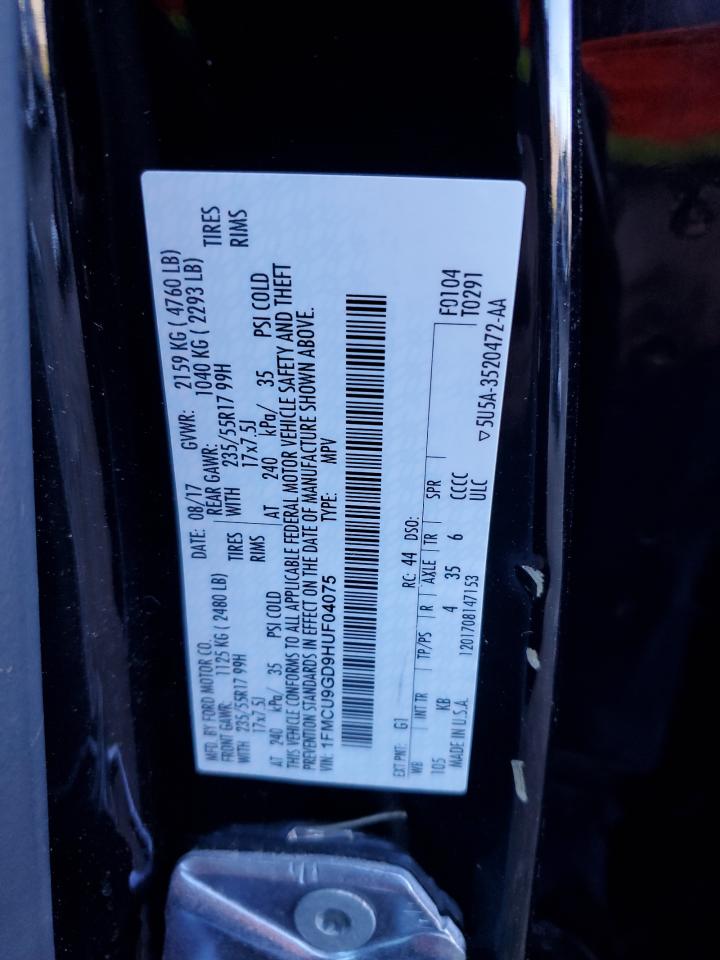 MFD. BY FORD MOTOR CO.
DATE: 08/17 GVWR: 2159 KG ( 4760 LB)
FRONT GAWR: 1125 KG ( 2480 LB) REAR GAWR: 1040 KG ( 2293 LB)
WITH 235/55R17 99H TIRES WITH 235/55R17 99H TIRES
17x7.5J RIMS 17x7.5J RIMS
AT 240 kPa/ 35 PSI COLD AT 240 kPa/ 35 PSI COLD
THIS VEHICLE CONFORMS TO ALL APPLICABLE FEDERAL MOTOR VEHICLE SAFETY AND THEFT
PREVENTION STANDARDS IN EFFECT ON THE DATE OF MANUFACTURE SHOWN ABOVE.
VIN: 1FMCU9GD9HUF04075 TYPE: MPV
EXT PNT: G1 RC: 44 DSO: F0104
WB INT TR TP/PS R AXLE TR SPR T0291
105 KB 4 35 6 CCCC
MADE IN U.S.A. 1201708147153 ULC ▽5U5A-3520472-AA